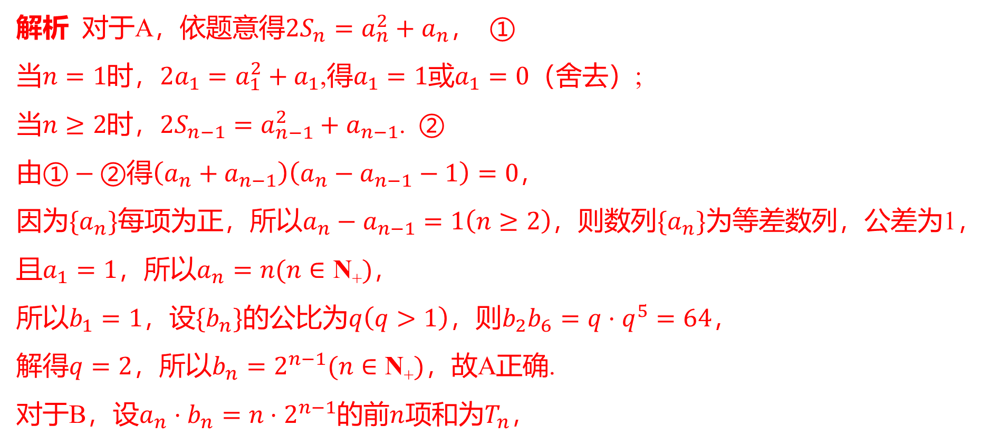 解析 对于A，依题意得$2S_n = a_n^2 + a_n$， ①
当$n = 1$时，$2a_1 = a_1^2 + a_1$,得$a_1 = 1$或$a_1 = 0$（舍去）;
当$n \geq 2$时，$2S_{n-1} = a_{n-1}^2 + a_{n-1}$. ②
由①－②得$(a_n + a_{n-1})(a_n - a_{n-1} - 1) = 0$，
因为$\{a_n\}$每项为正，所以$a_n - a_{n-1} = 1(n \geq 2)$，则数列$\{a_n\}$为等差数列，公差为1，
且$a_1 = 1$，所以$a_n = n(n \in \mathbf{N}_+)$，
所以$b_1 = 1$，设$\{b_n\}$的公比为$q(q > 1)$，则$b_2b_6 = q \cdot q^5 = 64$，
解得$q = 2$，所以$b_n = 2^{n-1}(n \in \mathbf{N}_+)$，故A正确.
对于B，设$a_n \cdot b_n = n \cdot 2^{n-1}$的前$n$项和为$T_n$，